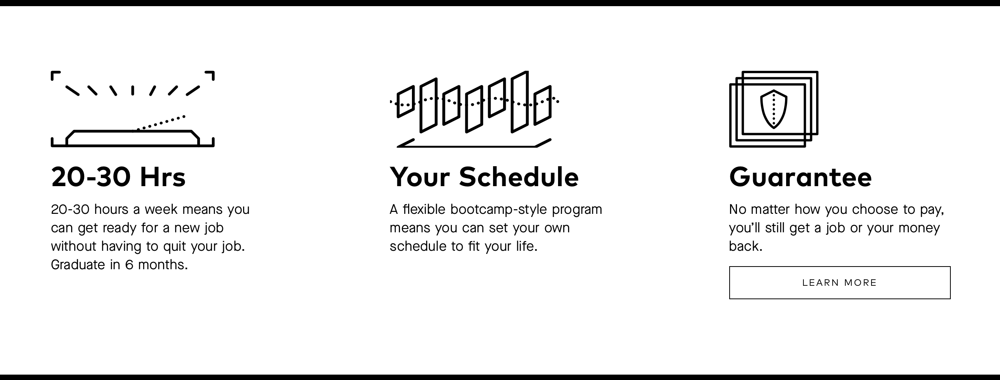 20-30 Hrs
20-30 hours a week means you
can get ready for a new job
without having to quit your job.
Graduate in 6 months.
Your Schedule
A flexible bootcamp-style program
means you can set your own
schedule to fit your life.
Guarantee
No matter how you choose to pay,
you’ll still get a job or your money
back.
LEARN MORE